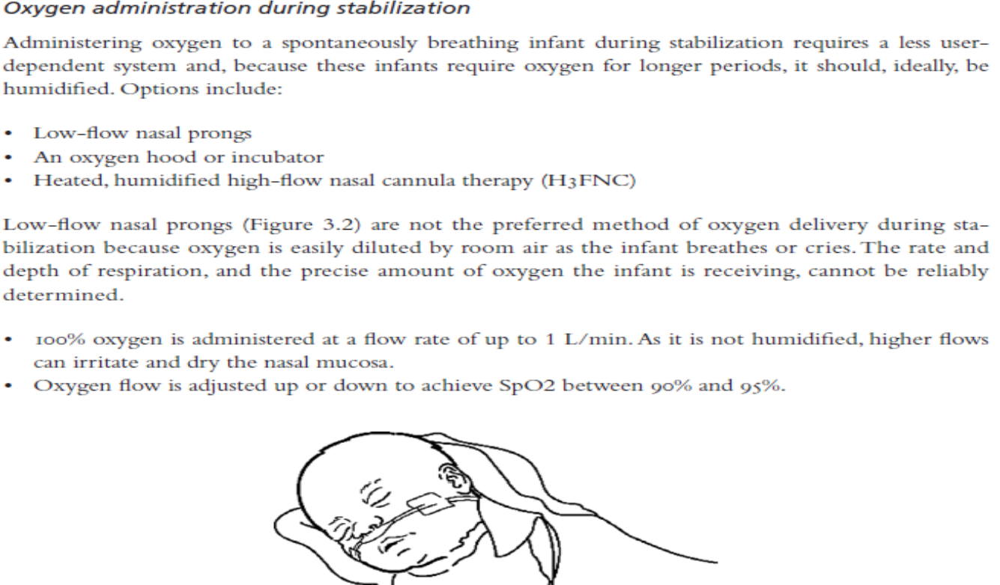 Oxygen administration during stabilization
Administering oxygen to a spontaneously breathing infant during stabilization requires a less user-
dependent system and, because these infants require oxygen for longer periods, it should, ideally, be
humidified. Options include:
• Low-flow nasal prongs
• An oxygen hood or incubator
• Heated, humidified high-flow nasal cannula therapy (H3FNC)
Low-flow nasal prongs (Figure 3.2) are not the preferred method of oxygen delivery during sta-
bilization because oxygen is easily diluted by room air as the infant breathes or cries. The rate and
depth of respiration, and the precise amount of oxygen the infant is receiving, cannot be reliably
determined.
• 100% oxygen is administered at a flow rate of up to 1 L/min. As it is not humidified, higher flows
can irritate and dry the nasal mucosa.
• Oxygen flow is adjusted up or down to achieve SpO2 between 90% and 95%.